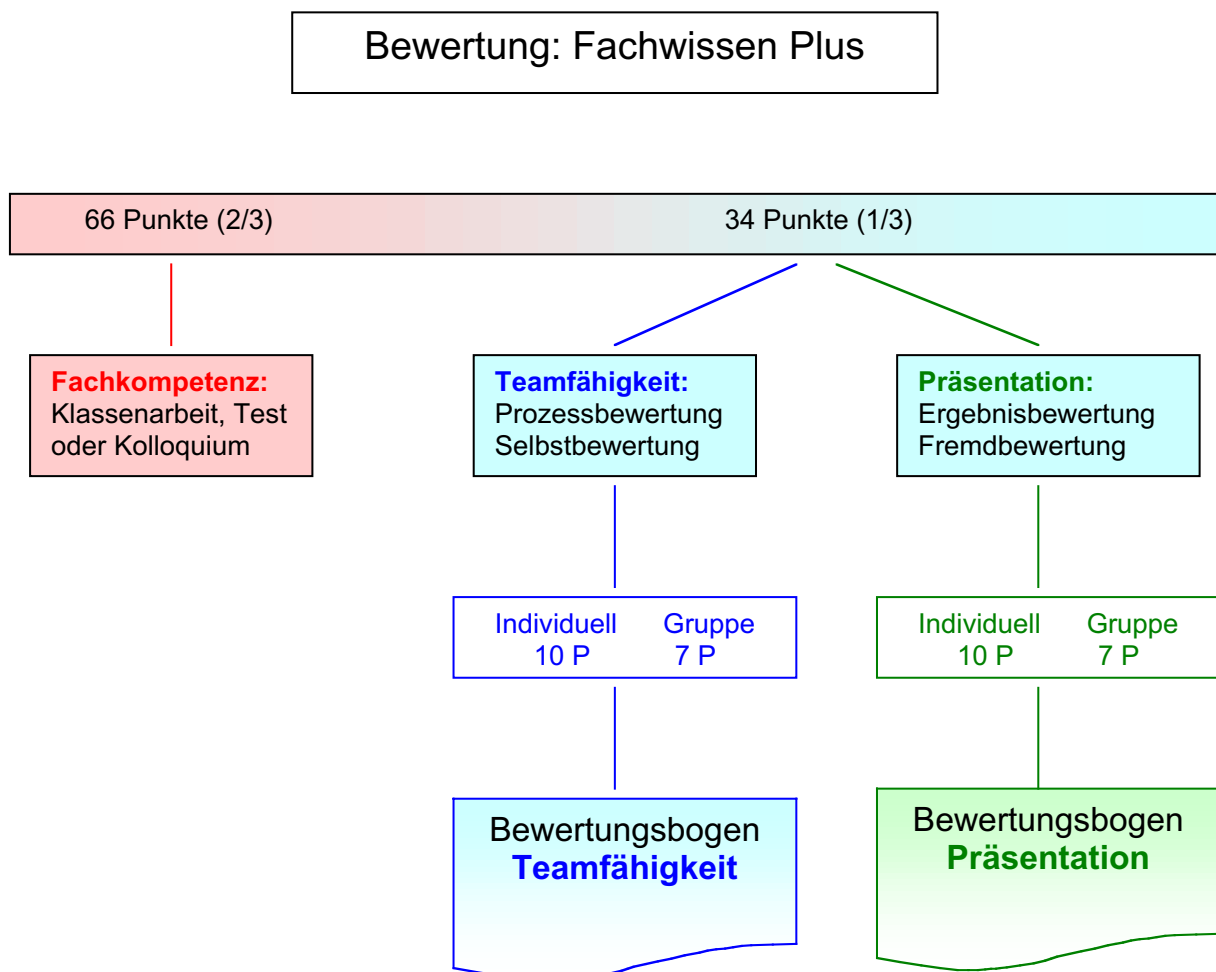 Bewertung: Fachwissen Plus
66 Punkte (2/3) 34 Punkte (1/3)
Fachkompetenz:
Klassenarbeit, Test
oder Kolloquium
Teamfähigkeit:
Prozessbewertung
Selbstbewertung
Präsentation:
Ergebnisbewertung
Fremdbewertung
Individuell Gruppe
10 P 7 P
Individuell Gruppe
10 P 7 P
Bewertungsbogen
Teamfähigkeit
Bewertungsbogen
Präsentation